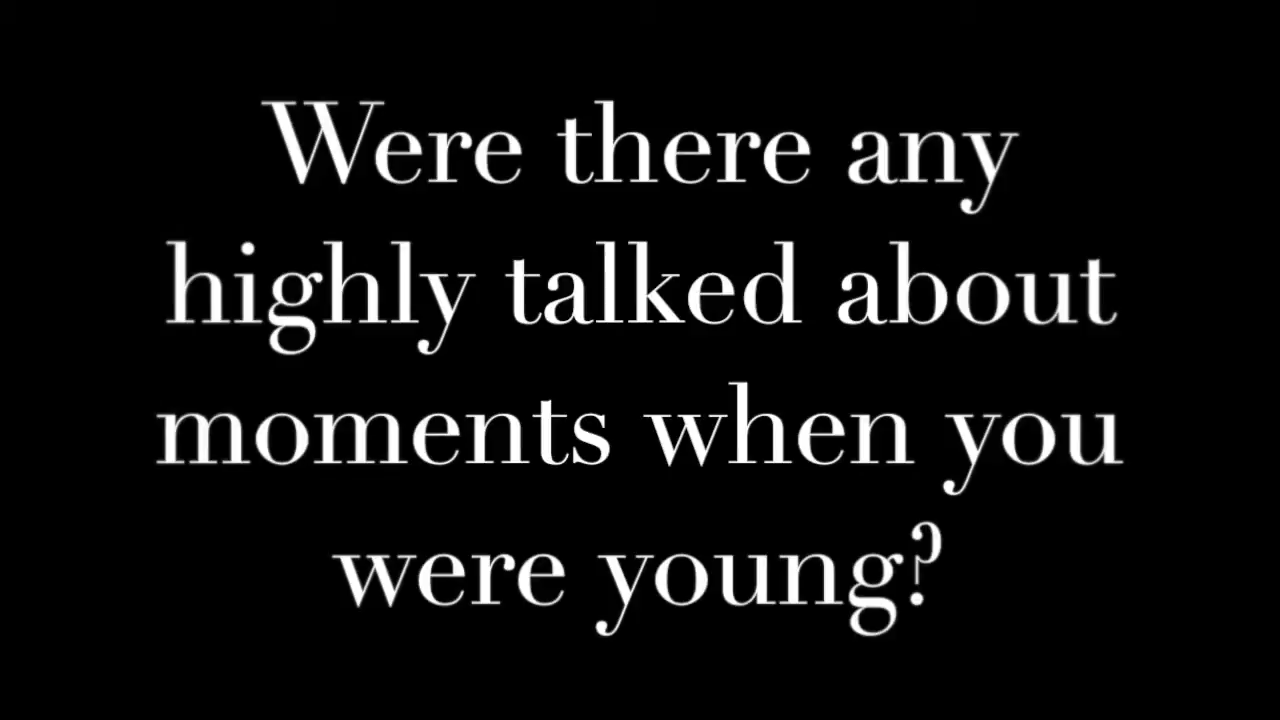 Were there any
highly talked about
moments when you
were young?